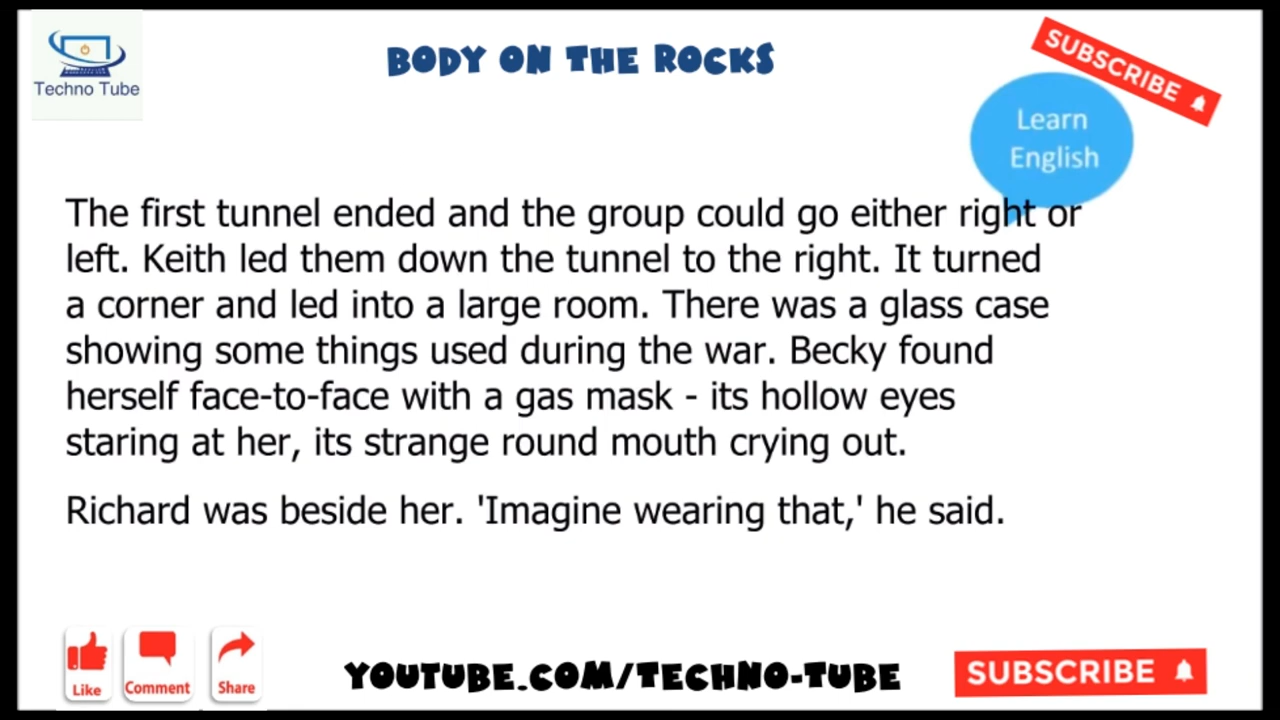 Techno Tube
BODY ON THE ROCKS
SUBSCRIBE
Learn
English
The first tunnel ended and the group could go either right or
left. Keith led them down the tunnel to the right. It turned
a corner and led into a large room. There was a glass case
showing some things used during the war. Becky found
herself face-to-face with a gas mask - its hollow eyes
staring at her, its strange round mouth crying out.
Richard was beside her. 'Imagine wearing that,' he said.
Like
Comment
Share
YOUTUBE.COM/TECHNO-TUBE
SUBSCRIBE